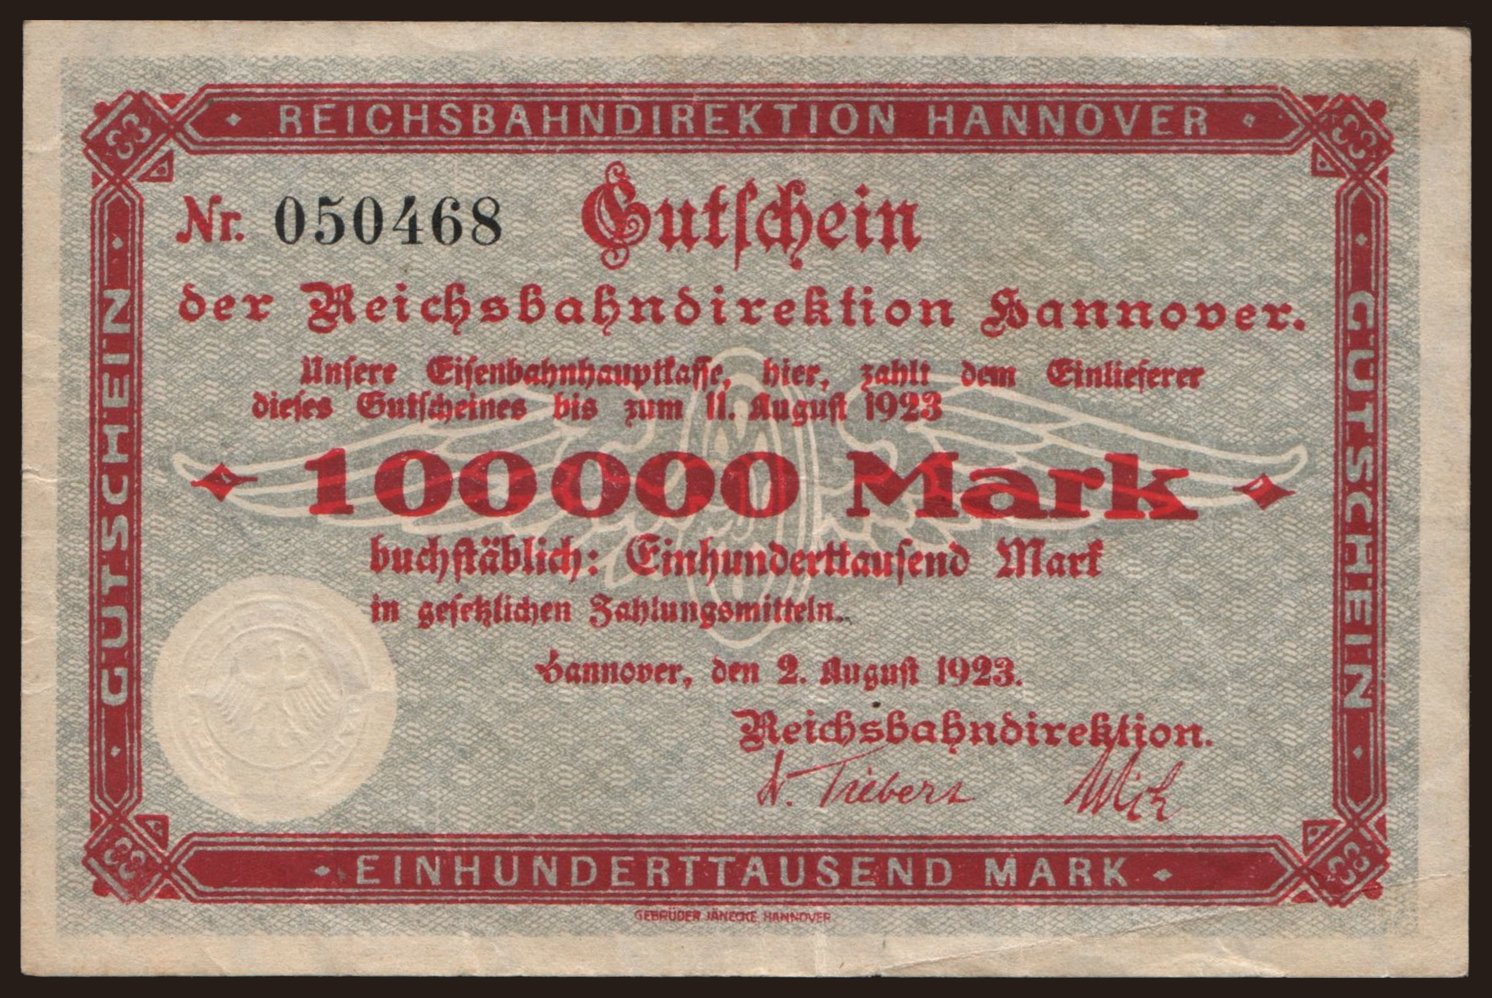 REICHSBAHNDIREKTION HANNOVER
Nr. 050468 Gutschein
der Reichsbahndirektion Hannover.
Unsere Eisenbahnhauptkasse, hier, zahlt dem Einlieferer
dieses Gutscheines bis zum 11. August 1923
100000 Mark
buchstäblich: Einhunderttausend Mark
in gesetzlichen Zahlungsmitteln.
Hannover, den 2. August 1923.
Reichsbahndirektion.
EINHUNDERTTAUSEND MARK
GEBRÜDER JÄNECKE HANNOVER
GUTSCHEIN
GUTSCHEIN